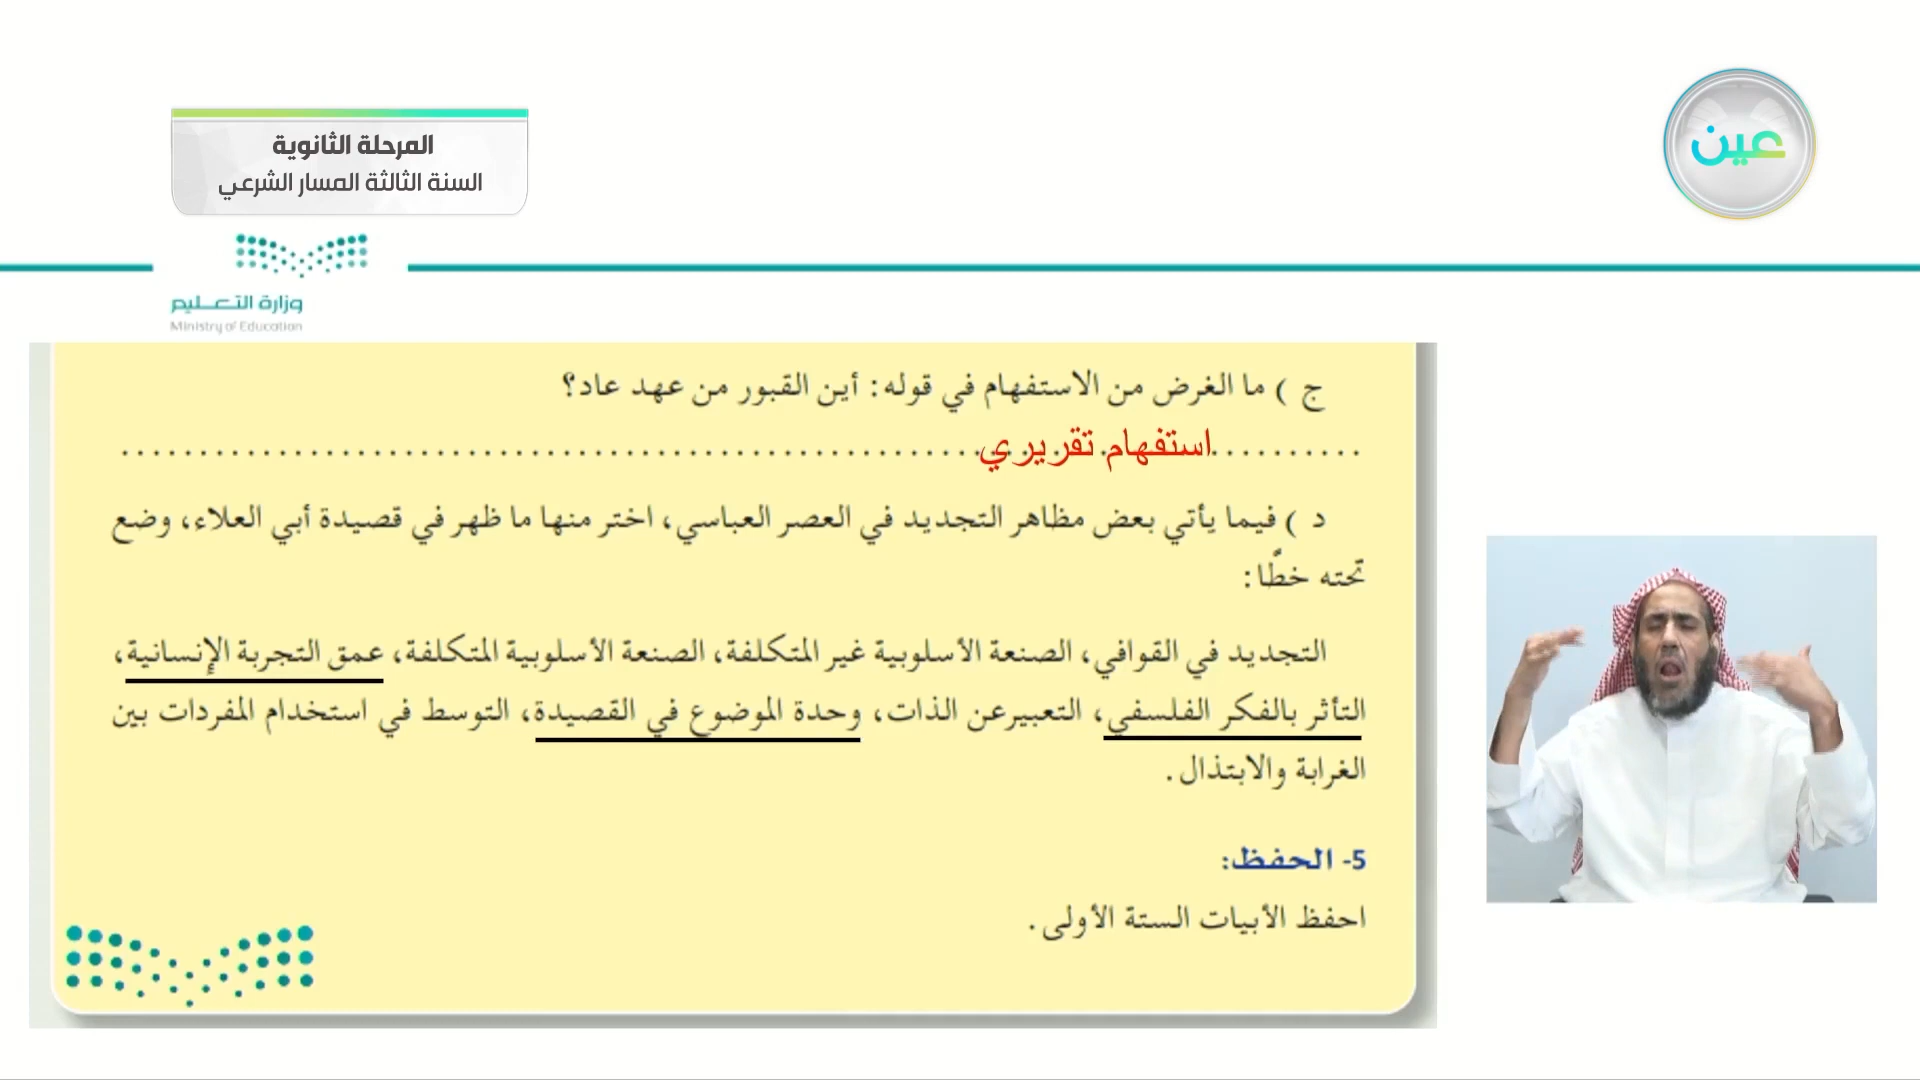 المرحلة الثانوية
السنة الثالثة المسار الشرعي
عين
وزارة التعليم
Ministry of Education
ج ) ما الغرض من الاستفهام في قوله: أين القبور من عهد عاد؟
استفهام تقريري
د ) فيما يأتي بعض مظاهر التجديد في العصر العباسي، اختر منها ما ظهر في قصيدة أبي العلاء، وضع
تحته خطًّا:
التجديد في القوافي، الصنعة الأسلوبية غير المتكلفة، الصنعة الأسلوبية المتكلفة، عمق التجربة الإنسانية،
التأثر بالفكر الفلسفي، التعبيرعن الذات، وحدة الموضوع في القصيدة، التوسط في استخدام المفردات بين
الغرابة والابتذال.
5- الحفظ:
احفظ الأبيات الستة الأولى.